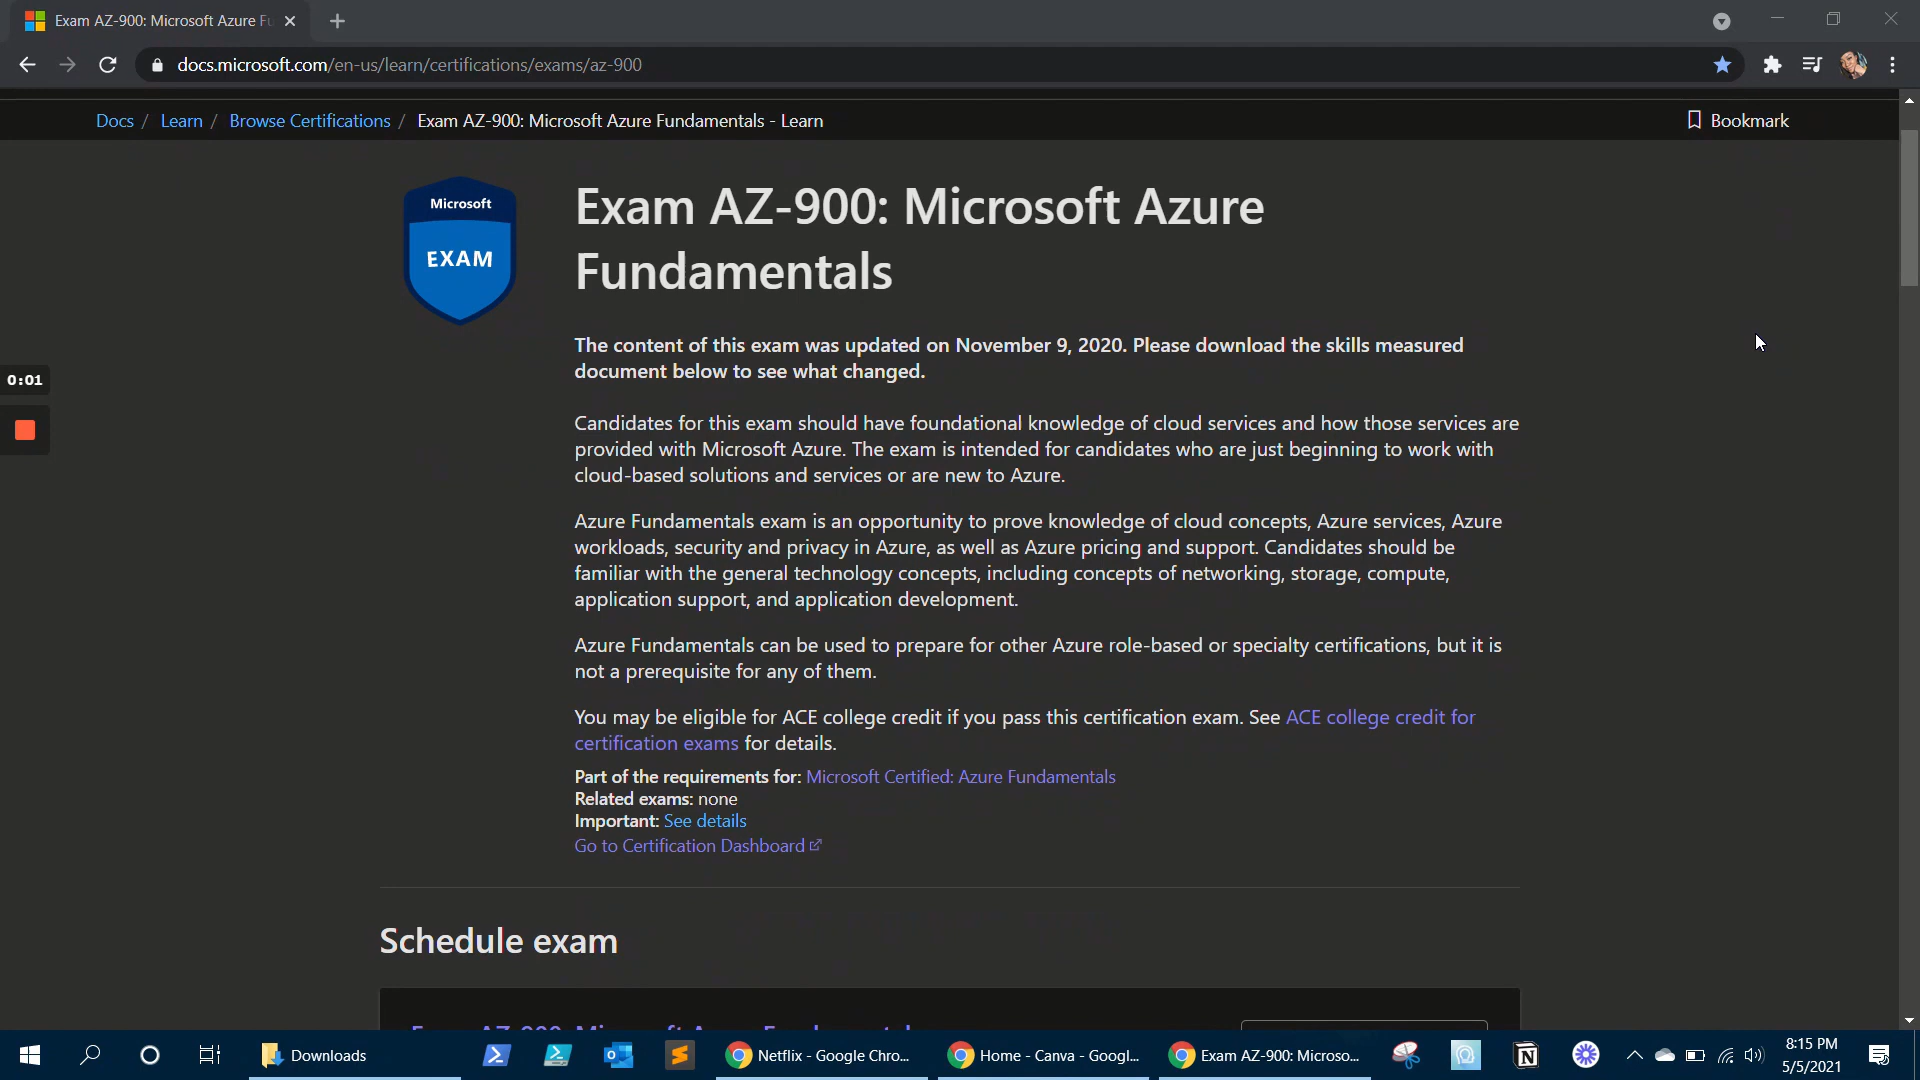 Exam AZ-900: Microsoft Azure Fu
docs.microsoft.com/en-us/learn/certifications/exams/az-900
Docs / Learn / Browse Certifications / Exam AZ-900: Microsoft Azure Fundamentals - Learn
Bookmark
Microsoft
EXAM
Exam AZ-900: Microsoft Azure
Fundamentals
The content of this exam was updated on November 9, 2020. Please download the skills measured
document below to see what changed.
0:01
Candidates for this exam should have foundational knowledge of cloud services and how those services are
provided with Microsoft Azure. The exam is intended for candidates who are just beginning to work with
cloud-based solutions and services or are new to Azure.
Azure Fundamentals exam is an opportunity to prove knowledge of cloud concepts, Azure services, Azure
workloads, security and privacy in Azure, as well as Azure pricing and support. Candidates should be
familiar with the general technology concepts, including concepts of networking, storage, compute,
application support, and application development.
Azure Fundamentals can be used to prepare for other Azure role-based or specialty certifications, but it is
not a prerequisite for any of them.
You may be eligible for ACE college credit if you pass this certification exam. See ACE college credit for
certification exams for details.
Part of the requirements for: Microsoft Certified: Azure Fundamentals
Related exams: none
Important: See details
Go to Certification Dashboard
Schedule exam
Exam AZ-900: Microsoft Azure Fundamentals
Downloads
Netflix - Google Chro...
Home - Canva - Googl...
Exam AZ-900: Microso...
8:15 PM
5/5/2021